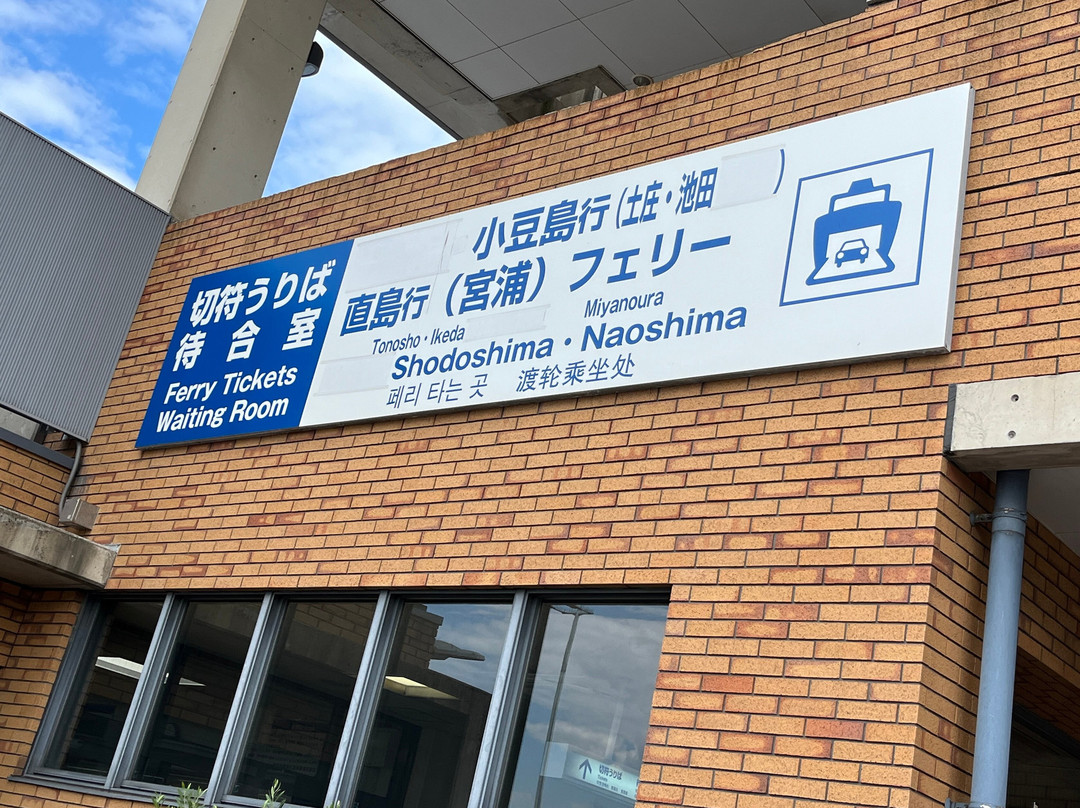 切符うりば
待合室
Ferry Tickets
Waiting Room
小豆島行(土庄・池田 )
直島行(宮浦)フェリー
Tonosho・Ikeda Miyanoura
Shodoshima・Naoshima
페리 타는 곳 渡轮乘坐处
切符うりば